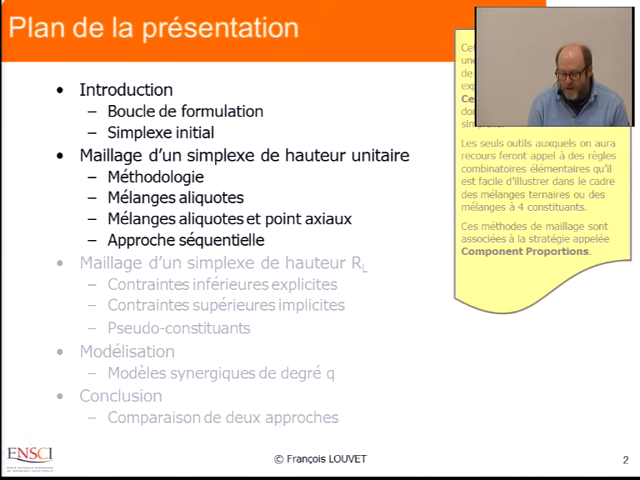 Plan de la présentation
• Introduction
– Boucle de formulation
– Simplexe initial
• Maillage d'un simplexe de hauteur unitaire
– Méthodologie
– Mélanges aliquotes
– Mélanges aliquotes et point axiaux
– Approche séquentielle
• Maillage d'un simplexe de hauteur RL
– Contraintes inférieures explicites
– Contraintes supérieures implicites
– Pseudo-constituants
• Modélisation
– Modèles synergiques de degré q
• Conclusion
– Comparaison de deux approches
Les seuls outils auxquels on aura
recours feront appel à des règles
combinatoires élémentaires qu'il
est facile d'illustrer dans le cadre
des mélanges ternaires ou des
mélanges à 4 constituants.
Ces méthodes de maillage sont
associées à la stratégie appelée
Component Proportions.
ENSCI
© François LOUVET
2